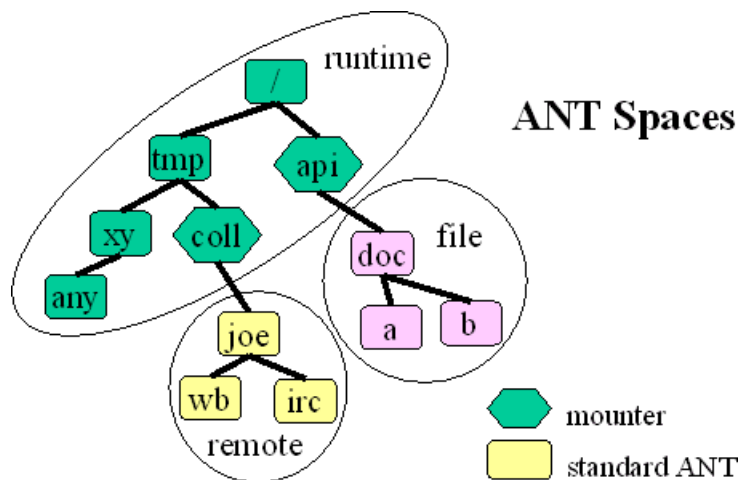 runtime
/
ANT Spaces
tmp
api
xy
coll
file
doc
any
a
b
joe
wb
irc
remote
mounter
standard ANT